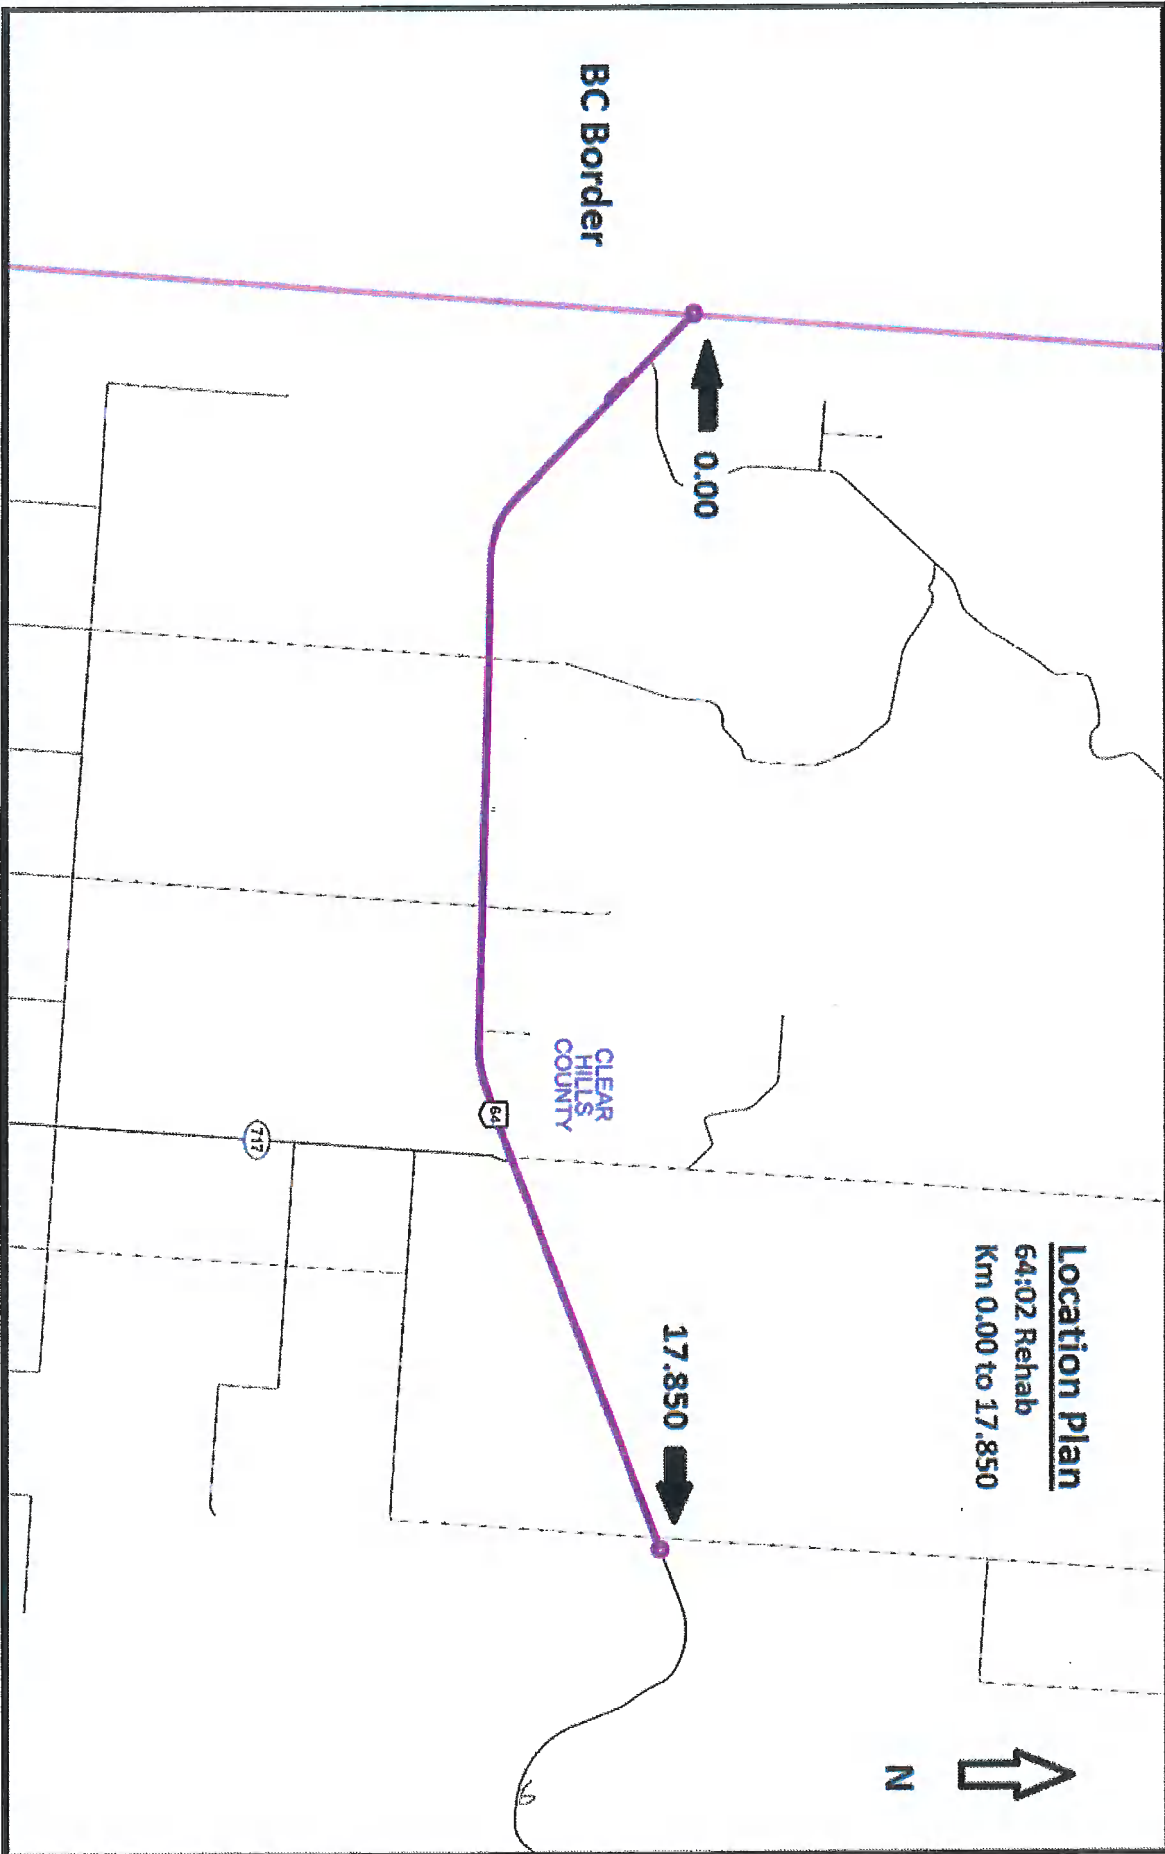 Location Plan
64:02 Rehab
Km 0.00 to 17.850
N
BC Border
0.00
17.850
CLEAR
HILLS
COUNTY
64
717